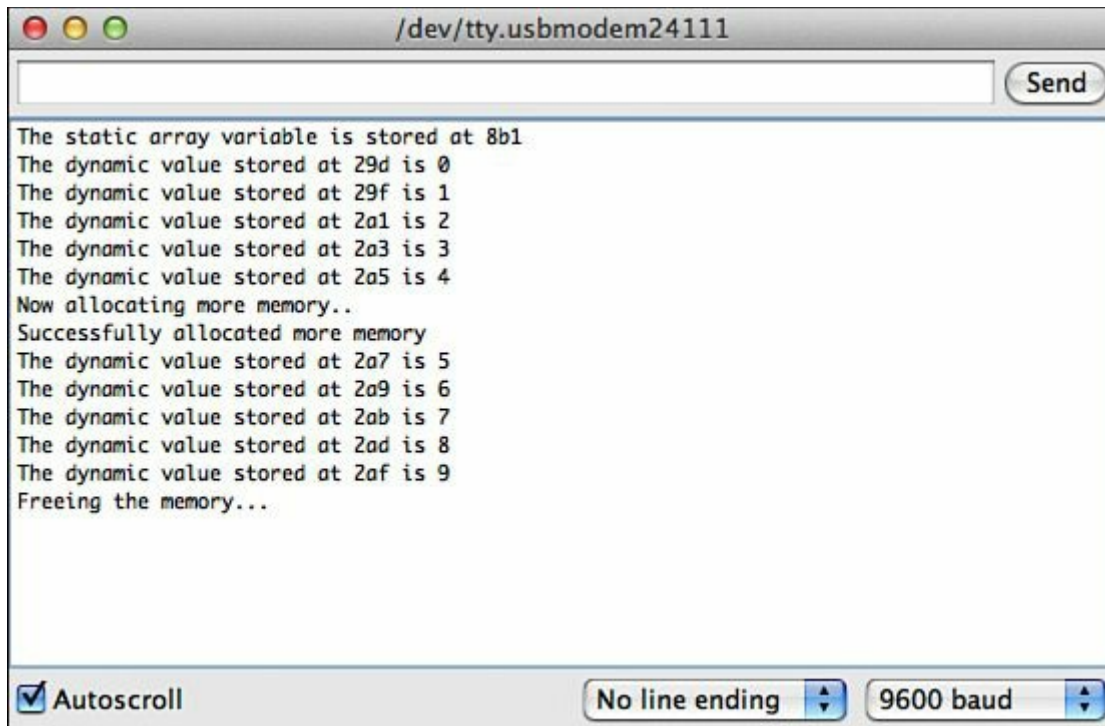 /dev/tty.usbmodem24111
Send
The static array variable is stored at 8b1
The dynamic value stored at 29d is 0
The dynamic value stored at 29f is 1
The dynamic value stored at 2a1 is 2
The dynamic value stored at 2a3 is 3
The dynamic value stored at 2a5 is 4
Now allocating more memory..
Successfully allocated more memory
The dynamic value stored at 2a7 is 5
The dynamic value stored at 2a9 is 6
The dynamic value stored at 2ab is 7
The dynamic value stored at 2ad is 8
The dynamic value stored at 2af is 9
Freeing the memory...
Autoscroll No line ending 9600 baud